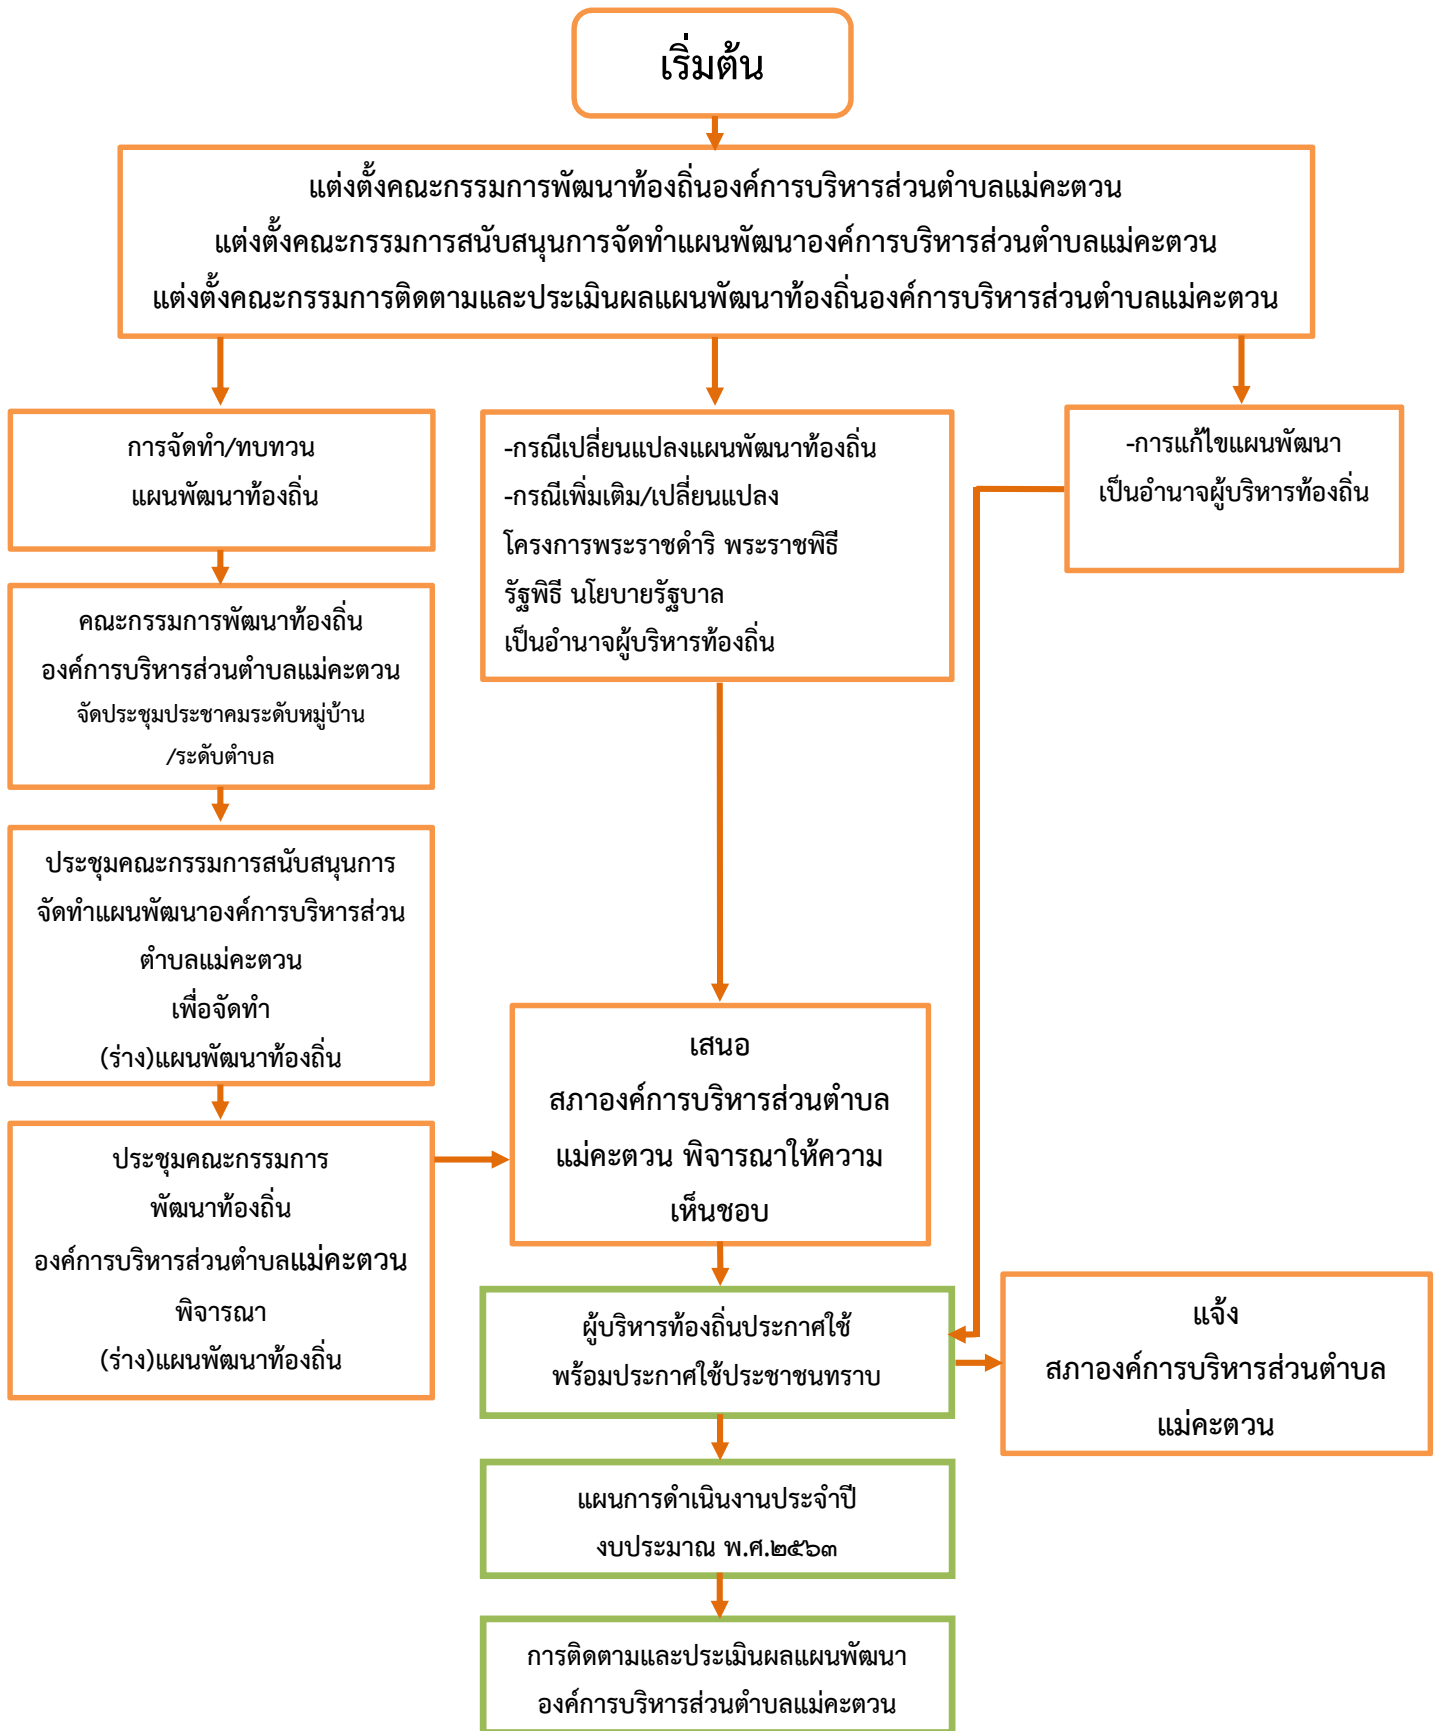 เริ่มต้น
แต่งตั้งคณะกรรมการพัฒนาท้องถิ่นองค์การบริหารส่วนตำบลแม่คะตวน
แต่งตั้งคณะกรรมการสนับสนุนการจัดทำแผนพัฒนาองค์การบริหารส่วนตำบลแม่คะตวน
แต่งตั้งคณะกรรมการติดตามและประเมินผลแผนพัฒนาท้องถิ่นองค์การบริหารส่วนตำบลแม่คะตวน
การจัดทำ/ทบทวน
แผนพัฒนาท้องถิ่น
คณะกรรมการพัฒนาท้องถิ่น
องค์การบริหารส่วนตำบลแม่คะตวน
จัดประชุมประชาคมระดับหมู่บ้าน
/ระดับตำบล
ประชุมคณะกรรมการสนับสนุนการ
จัดทำแผนพัฒนาองค์การบริหารส่วน
ตำบลแม่คะตวน
เพื่อจัดทำ
(ร่าง)แผนพัฒนาท้องถิ่น
ประชุมคณะกรรมการ
พัฒนาท้องถิ่น
องค์การบริหารส่วนตำบลแม่คะตวน
พิจารณา
(ร่าง)แผนพัฒนาท้องถิ่น
-กรณีเปลี่ยนแปลงแผนพัฒนาท้องถิ่น
-กรณีเพิ่มเติม/เปลี่ยนแปลง
โครงการพระราชดำริ พระราชพิธี
รัฐพิธี นโยบายรัฐบาล
เป็นอำนาจผู้บริหารท้องถิ่น
-การแก้ไขแผนพัฒนา
เป็นอำนาจผู้บริหารท้องถิ่น
เสนอ
สภาองค์การบริหารส่วนตำบล
แม่คะตวน พิจารณาให้ความ
เห็นชอบ
ผู้บริหารท้องถิ่นประกาศใช้
พร้อมประกาศใช้ประชาชนทราบ
แจ้ง
สภาองค์การบริหารส่วนตำบล
แม่คะตวน
แผนการดำเนินงานประจำปี
งบประมาณ พ.ศ.๒๕๖๓
การติดตามและประเมินผลแผนพัฒนา
องค์การบริหารส่วนตำบลแม่คะตวน